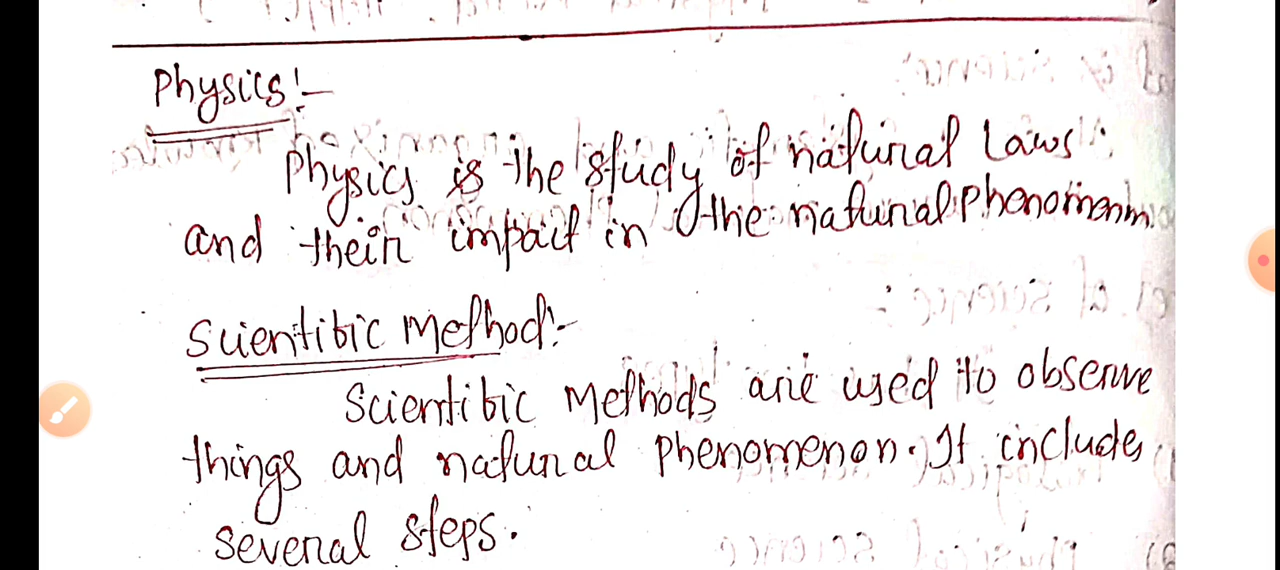 Physics:-
Physics is the study of natural Laws
and their impact in the natural Phenomenon
Scientific Method:-
Scientific Methods are used to observe
things and natural Phenomenon. It includes
several steps.